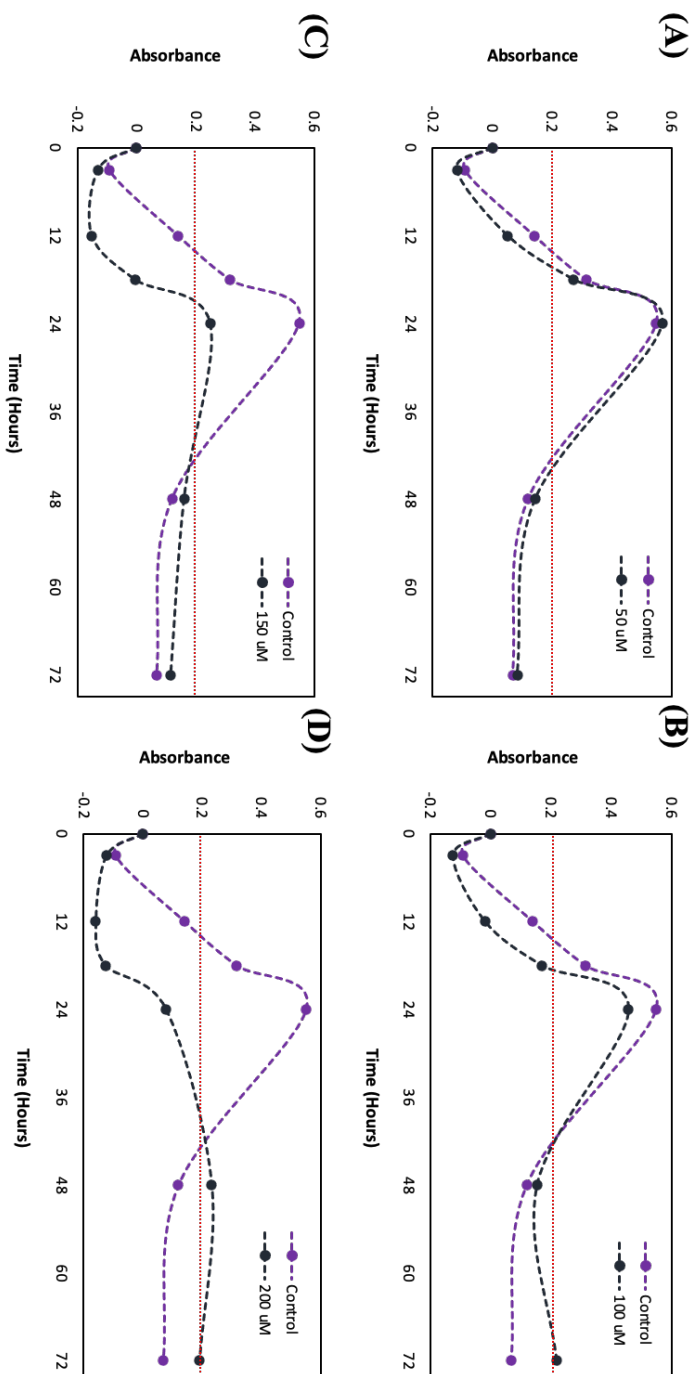 (A)
Absorbance
0.6
0.4
0.2
0
-0.2
0
12
24
36
48
60
72
Time (Hours)
Control
50 uM
(B)
Absorbance
0.6
0.4
0.2
0
-0.2
0
12
24
36
48
60
72
Time (Hours)
Control
100 uM
(C)
Absorbance
0.6
0.4
0.2
0
-0.2
0
12
24
36
48
60
72
Time (Hours)
Control
150 uM
(D)
Absorbance
0.6
0.4
0.2
0
-0.2
0
12
24
36
48
60
72
Time (Hours)
Control
200 uM